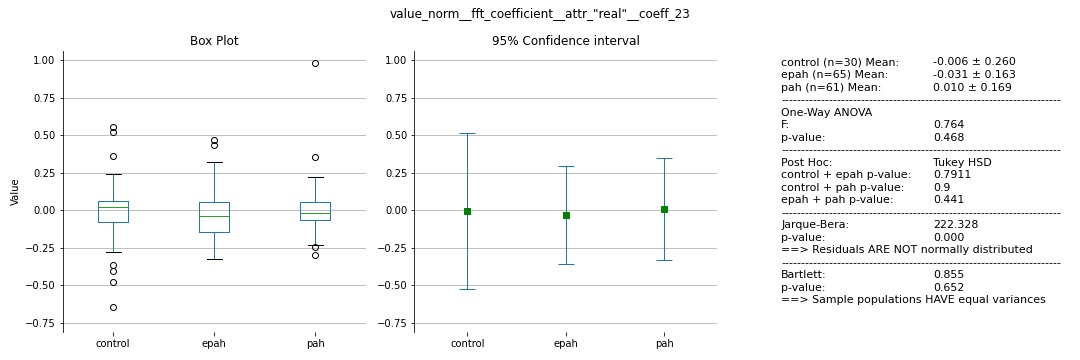 value_norm__fft_coefficient__attr_"real"__coeff_23
Box Plot
Value
1.00
0.75
0.50
0.25
0.00
−0.25
−0.50
−0.75
control epah pah
95% Confidence interval
1.00
0.75
0.50
0.25
0.00
−0.25
−0.50
−0.75
control epah pah
control (n=30) Mean: -0.006 ± 0.260
epah (n=65) Mean: -0.031 ± 0.163
pah (n=61) Mean: 0.010 ± 0.169
One-Way ANOVA
F: 0.764
p-value: 0.468
Post Hoc: Tukey HSD
control + epah p-value: 0.7911
control + pah p-value: 0.9
epah + pah p-value: 0.441
Jarque-Bera: 222.328
p-value: 0.000
==> Residuals ARE NOT normally distributed
Bartlett: 0.855
p-value: 0.652
==> Sample populations HAVE equal variances